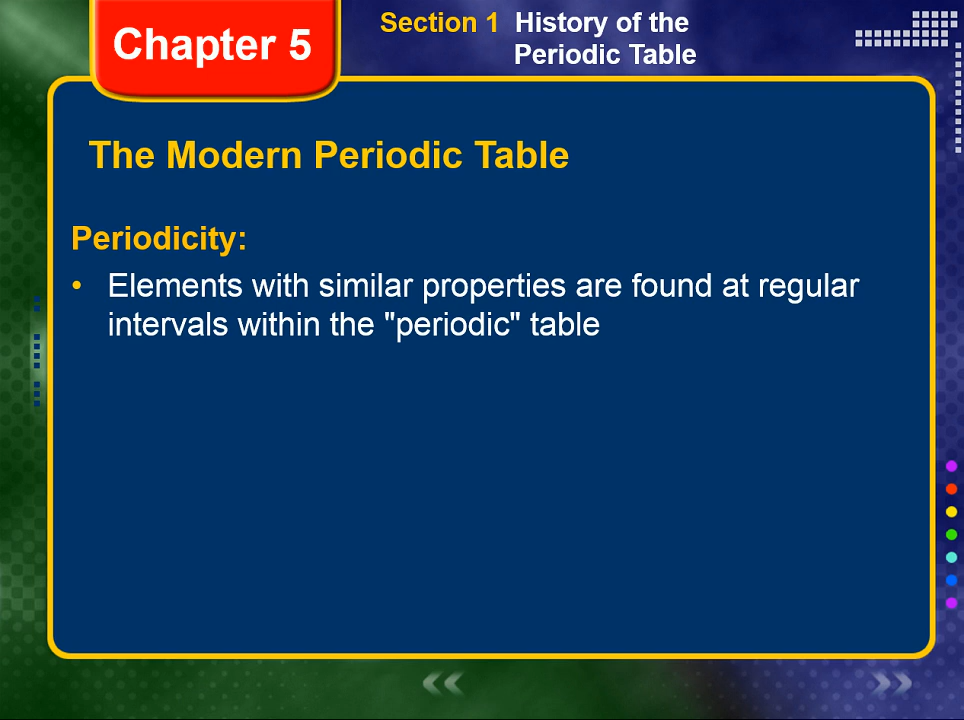 Chapter 5
Section 1 History of the
Periodic Table
The Modern Periodic Table
Periodicity:
• Elements with similar properties are found at regular
intervals within the "periodic" table